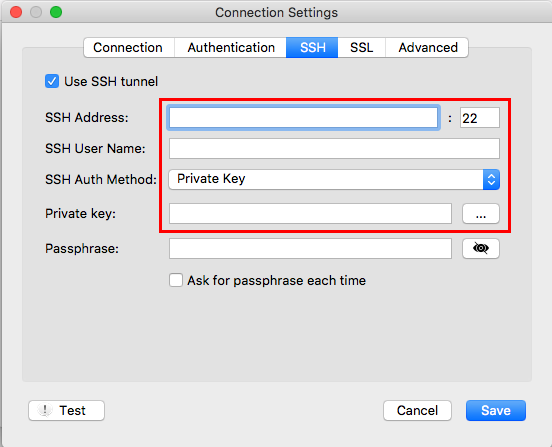 Connection Settings
Connection Authentication SSH SSL Advanced
Use SSH tunnel
SSH Address: : 22
SSH User Name:
SSH Auth Method: Private Key
Private key: ...
Passphrase:
Ask for passphrase each time
! Test Cancel Save